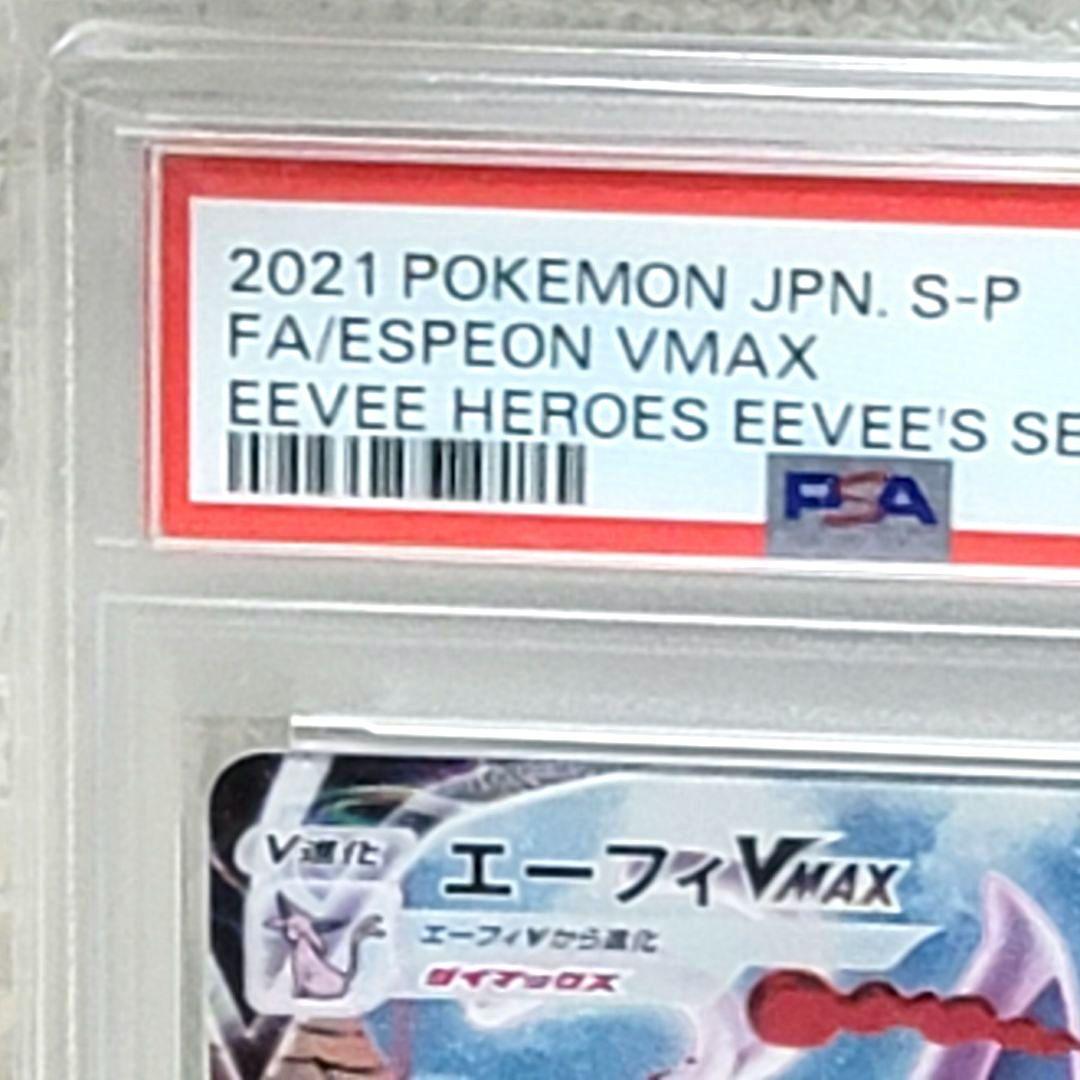 2021 POKEMON JPN. S-P
FA/ESPEON VMAX
EEVEE HEROES EEVEE'S SE
PSA
V進化
エーフィVMAX
エーフィVから進化
ダイマックス